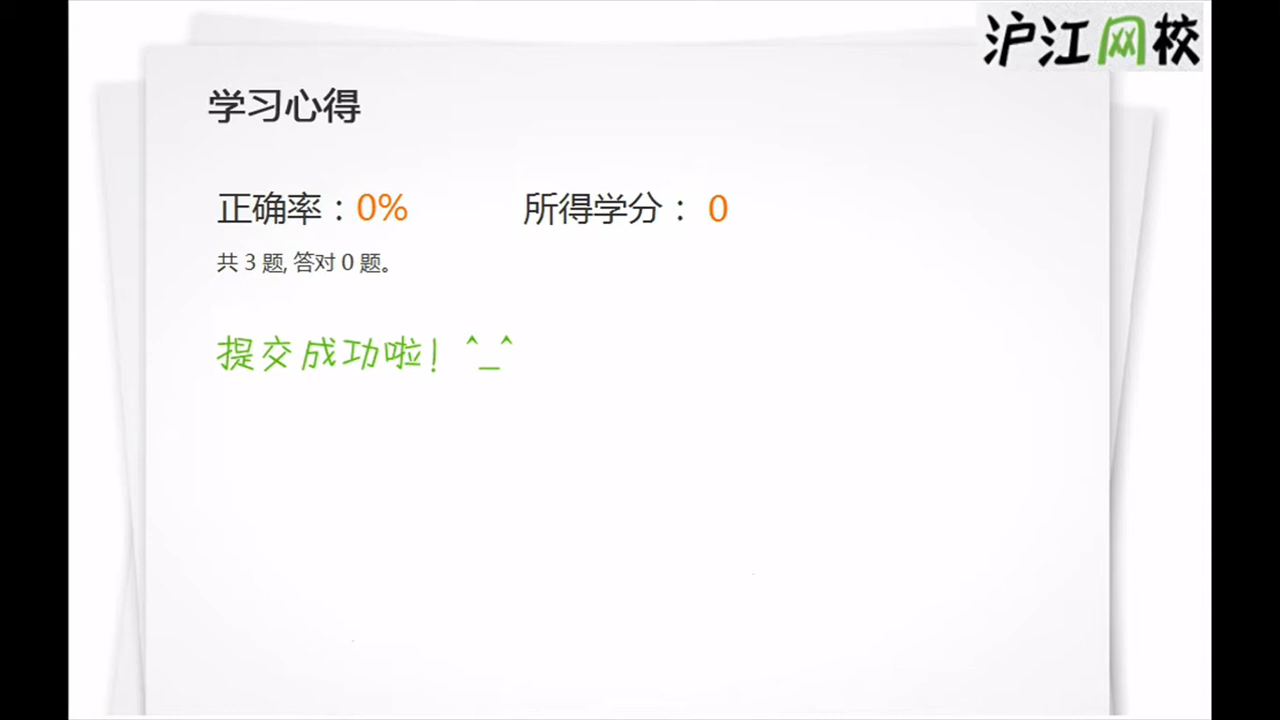 沪江网校
学习心得
正确率：0% 所得学分： 0
共 3 题, 答对 0 题。
提交成功啦! ^_^